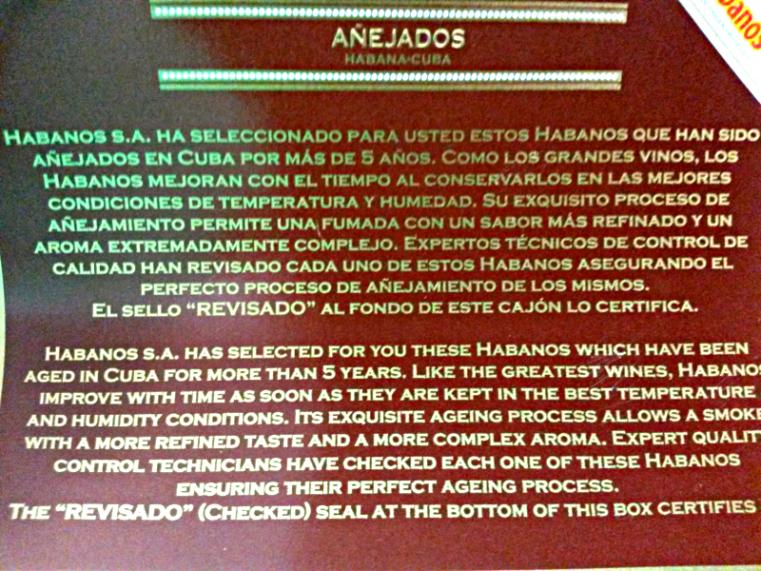 AÑEJADOS
HABANA-CUBA
HABANOS S.A. HA SELECCIONADO PARA USTED ESTOS HABANOS QUE HAN SIDO
AÑEJADOS EN CUBA POR MÁS DE 5 AÑOS. COMO LOS GRANDES VINOS, LOS
HABANOS MEJORAN CON EL TIEMPO AL CONSERVARLOS EN LAS MEJORES
CONDICIONES DE TEMPERATURA Y HUMEDAD. SU EXQUISITO PROCESO DE
AÑEJAMIENTO PERMITE UNA FUMADA CON UN SABOR MÁS REFINADO Y UN
AROMA EXTREMADAMENTE COMPLEJO. EXPERTOS TÉCNICOS DE CONTROL DE
CALIDAD HAN REVISADO CADA UNO DE ESTOS HABANOS ASEGURANDO EL
PERFECTO PROCESO DE AÑEJAMIENTO DE LOS MISMOS.
EL SELLO "REVISADO" AL FONDO DE ESTE CAJÓN LO CERTIFICA.
HABANOS S.A. HAS SELECTED FOR YOU THESE HABANOS WHICH HAVE BEEN
AGED IN CUBA FOR MORE THAN 5 YEARS. LIKE THE GREATEST WINES, HABANOS
IMPROVE WITH TIME AS SOON AS THEY ARE KEPT IN THE BEST TEMPERATURE
AND HUMIDITY CONDITIONS. ITS EXQUISITE AGEING PROCESS ALLOWS A SMOKE
WITH A MORE REFINED TASTE AND A MORE COMPLEX AROMA. EXPERT QUALITY
CONTROL TECHNICIANS HAVE CHECKED EACH ONE OF THESE HABANOS
ENSURING THEIR PERFECT AGEING PROCESS.
THE "REVISADO" (CHECKED) SEAL AT THE BOTTOM OF THIS BOX CERTIFIES